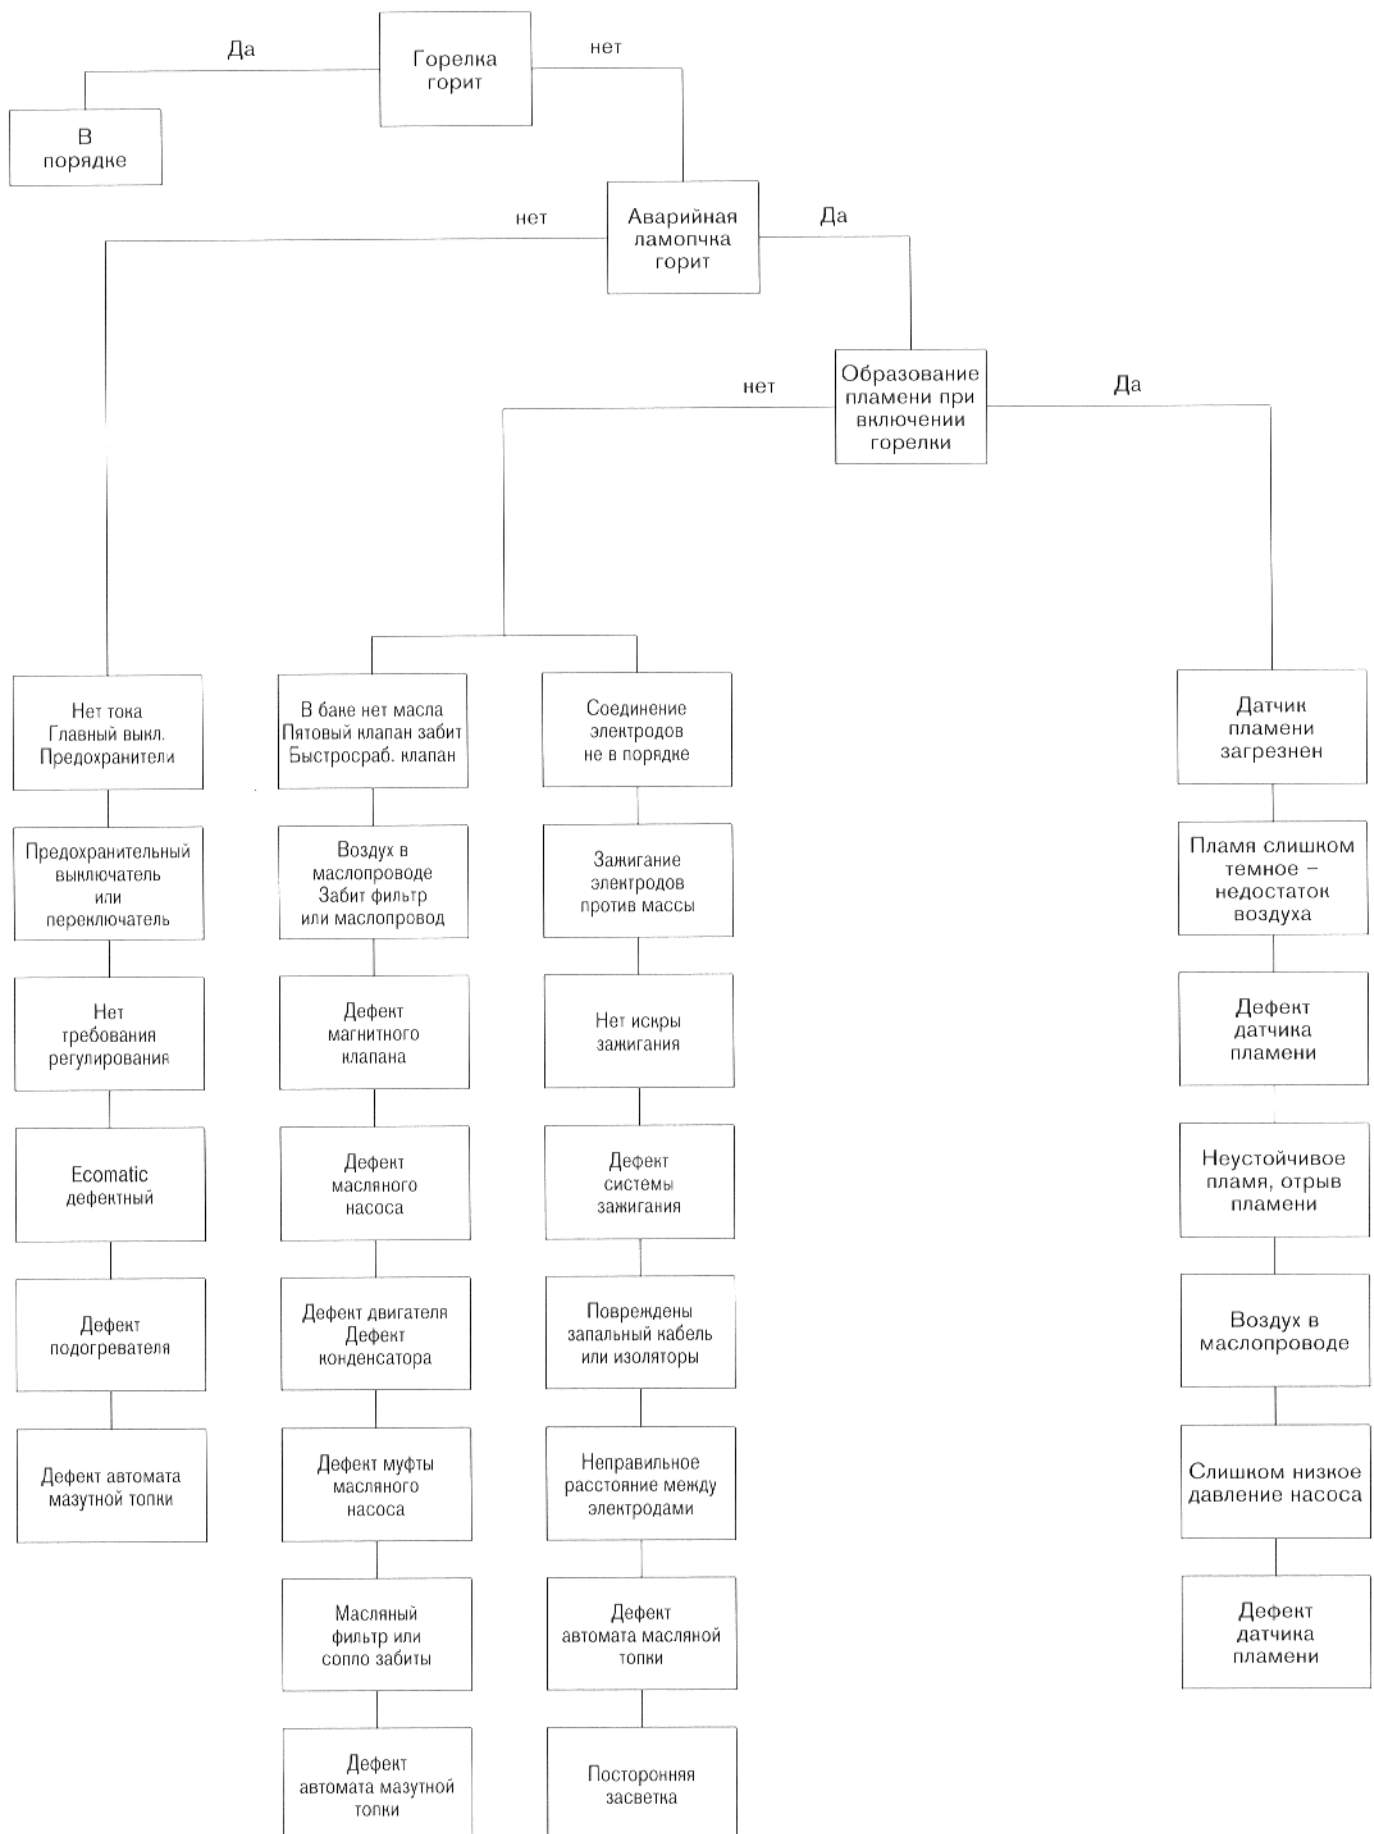 Да
Горелка
горит
нет
В
порядке
нет
Аварийная
ламопчка
горит
Да
нет
Образование
пламени при
включении
горелки
Да
Нет тока
Главный выкл.
Предохранители
Предохранительный
выключатель
или
переключатель
Нет
требования
регулирования
Ecomatic
дефектный
Дефект
подогревателя
Дефект автомата
мазутной топки
В баке нет масла
Пятовый клапан забит
Быстросраб. клапан
Воздух в
маслопроводе
Забит фильтр
или маслопровод
Дефект
магнитного
клапана
Дефект
масляного
насоса
Дефект двигателя
Дефект
конденсатора
Дефект муфты
масляного
насоса
Масляный
фильтр или
сопло забиты
Дефект
автомата мазутной
топки
Соединение
электродов
не в порядке
Зажигание
электродов
против массы
Нет искры
зажигания
Дефект
системы
зажигания
Повреждены
запальный кабель
или изоляторы
Неправильное
расстояние между
электродами
Дефект
автомата масляной
топки
Посторонняя
засветка
Датчик
пламени
загрезнен
Пламя слишком
темное –
недостаток
воздуха
Дефект
датчика
пламени
Неустойчивое
пламя, отрыв
пламени
Воздух в
маслопроводе
Слишком низкое
давление насоса
Дефект
датчика
пламени